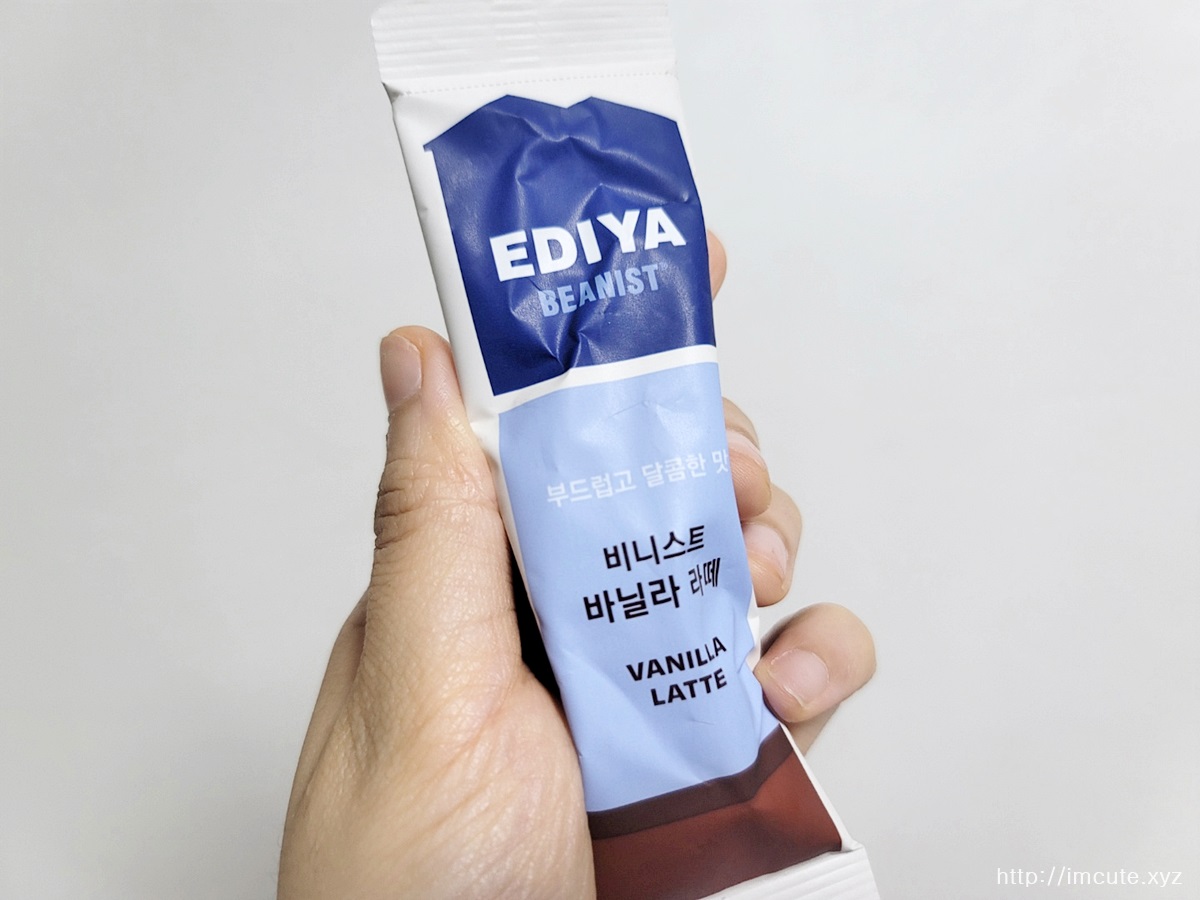 EDIYA
BEANIST
부드럽고 달콤한 맛
비니스트
바닐라 라떼
VANILLA
LATTE
http://imcute.xyz